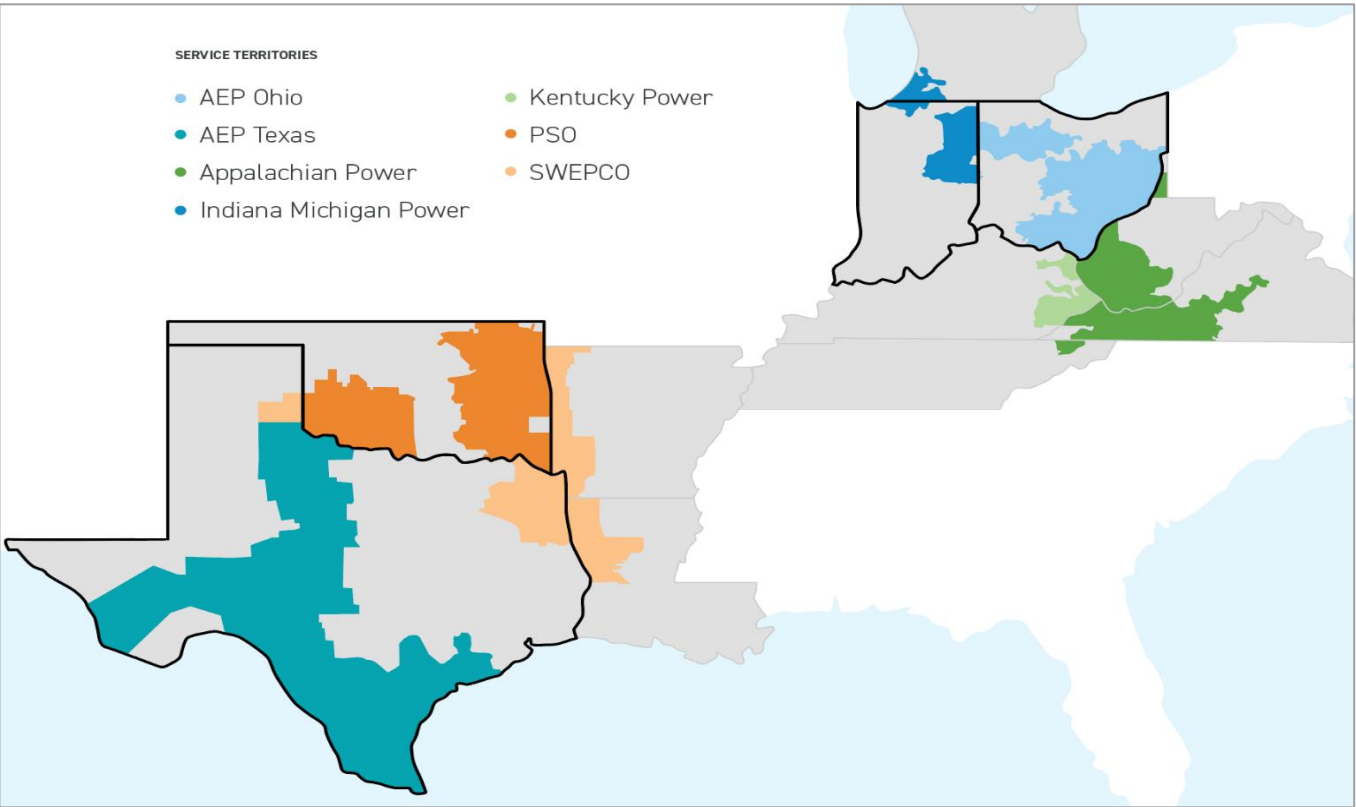 SERVICE TERRITORIES
AEP Ohio
AEP Texas
Appalachian Power
Indiana Michigan Power
Kentucky Power
PSO
SWEPCO